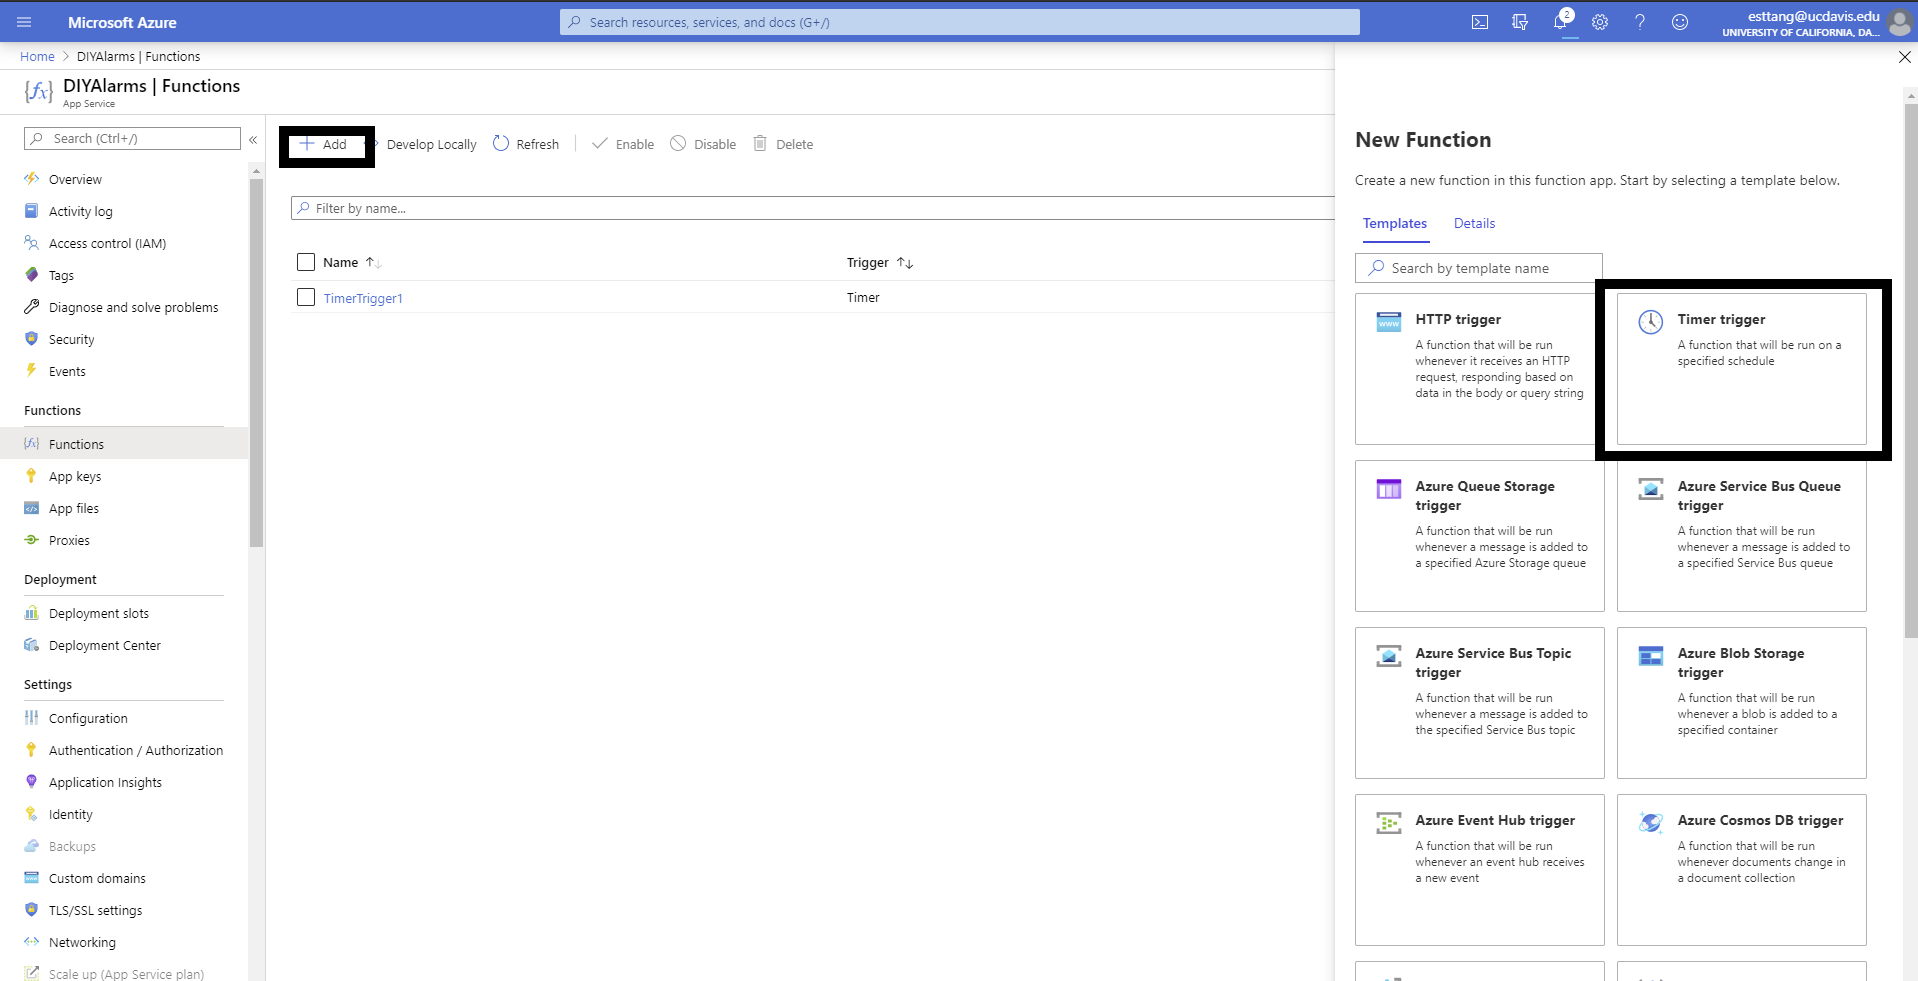 Microsoft Azure
Search resources, services, and docs (G+/)
2
esttang@ucdavis.edu
UNIVERSITY OF CALIFORNIA, DA...
Home > DIYAlarms | Functions
DIYAlarms | Functions
App Service
Search (Ctrl+/)
«
Overview
Activity log
Access control (IAM)
Tags
Diagnose and solve problems
Security
Events
Functions
Functions
App keys
App files
Proxies
Deployment
Deployment slots
Deployment Center
Settings
Configuration
Authentication / Authorization
Application Insights
Identity
Backups
Custom domains
TLS/SSL settings
Networking
Scale up (App Service plan)
Add Develop Locally Refresh Enable Disable Delete
Filter by name...
Name Trigger
TimerTrigger1 Timer
New Function
Create a new function in this function app. Start by selecting a template below.
Templates Details
Search by template name
HTTP trigger
A function that will be run
whenever it receives an HTTP
request, responding based on
data in the body or query string
Timer trigger
A function that will be run on a
specified schedule
Azure Queue Storage
trigger
A function that will be run
whenever a message is added to
a specified Azure Storage queue
Azure Service Bus Queue
trigger
A function that will be run
whenever a message is added to
a specified Service Bus queue
Azure Service Bus Topic
trigger
A function that will be run
whenever a message is added to
the specified Service Bus topic
Azure Blob Storage
trigger
A function that will be run
whenever a blob is added to a
specified container
Azure Event Hub trigger
A function that will be run
whenever an event hub receives
a new event
Azure Cosmos DB trigger
A function that will be run
whenever documents change in
a document collection